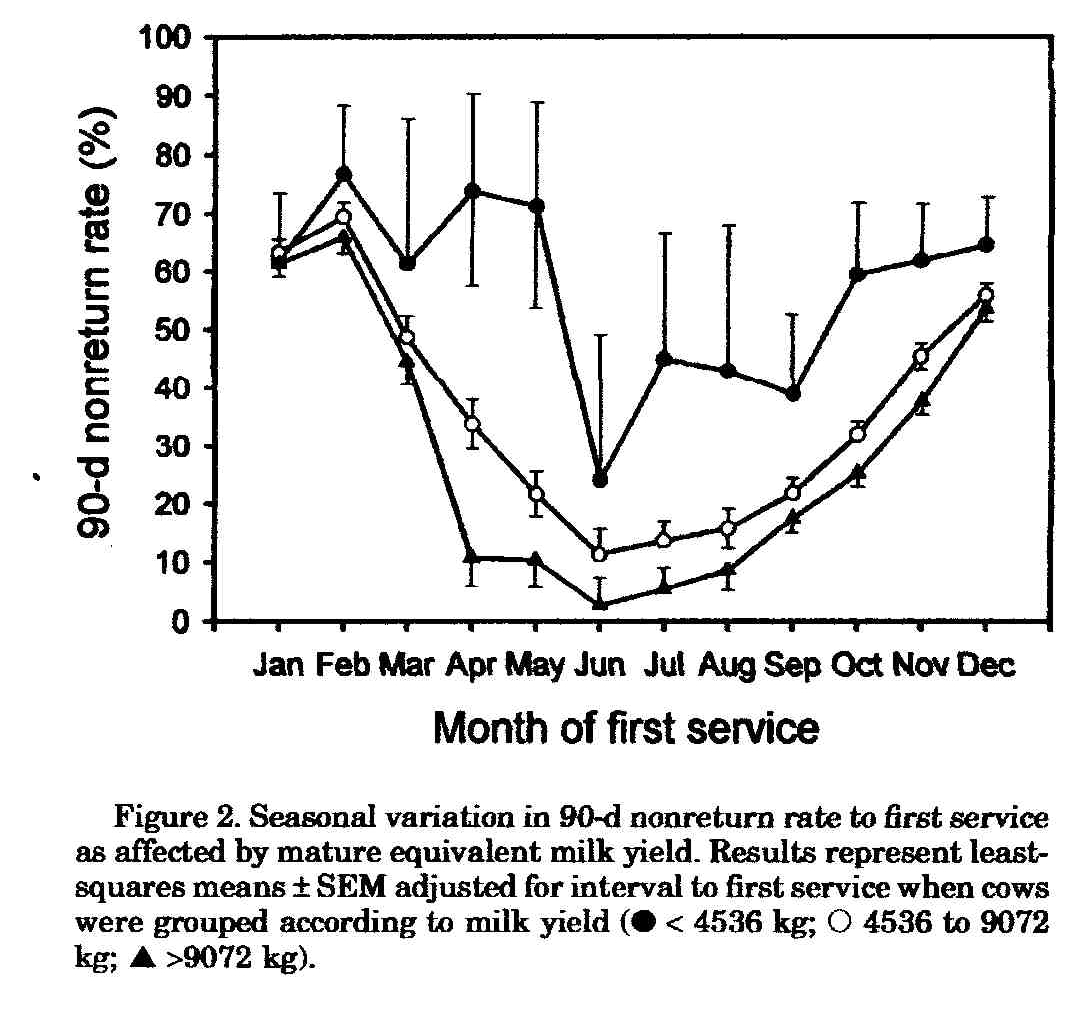 100
90
80
70
60
50
40
30
20
10
0
90-d nonreturn rate (%)
Jan Feb Mar Apr May Jun Jul Aug Sep Oct Nov Dec
Month of first service
Figure 2. Seasonal variation in 90-d nonreturn rate to first service
as affected by mature equivalent milk yield. Results represent least-
squares means ± SEM adjusted for interval to first service when cows
were grouped according to milk yield (● < 4536 kg; ○ 4536 to 9072
kg; ▲ >9072 kg).